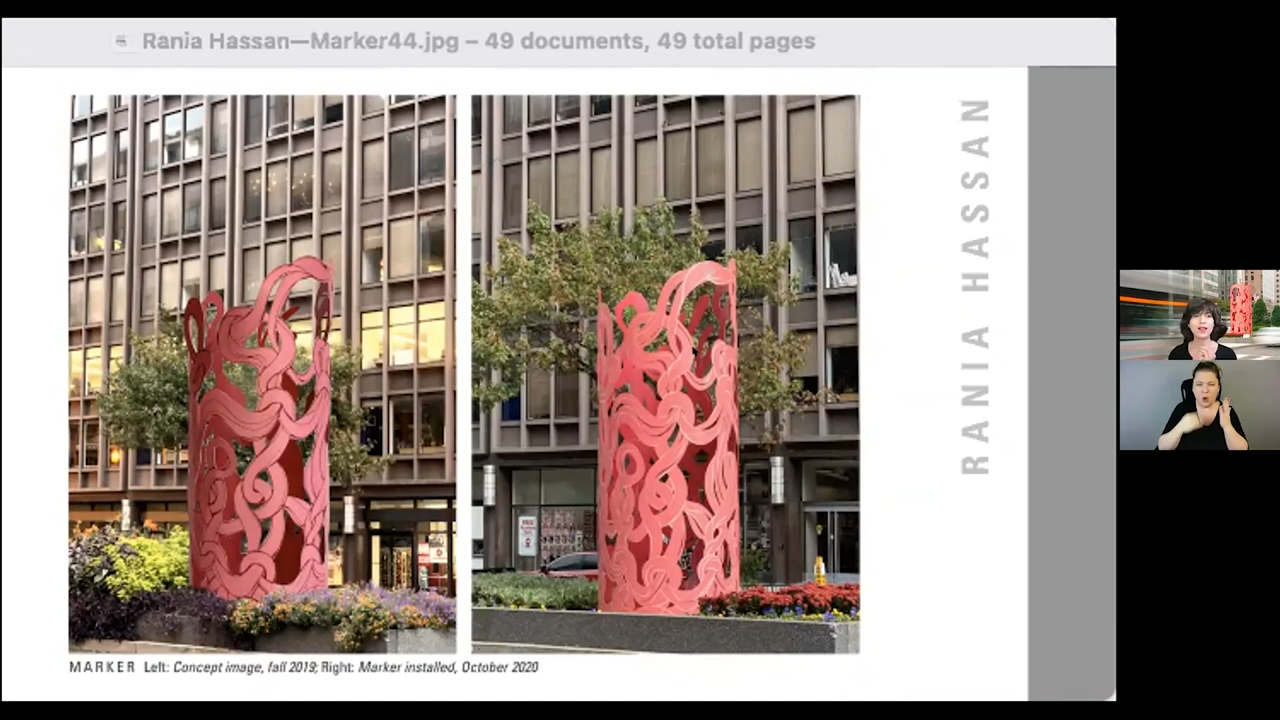 Rania Hassan—Marker44.jpg – 49 documents, 49 total pages
RANIA HASSAN
MARKER Left: Concept image, fall 2019; Right: Marker installed, October 2020